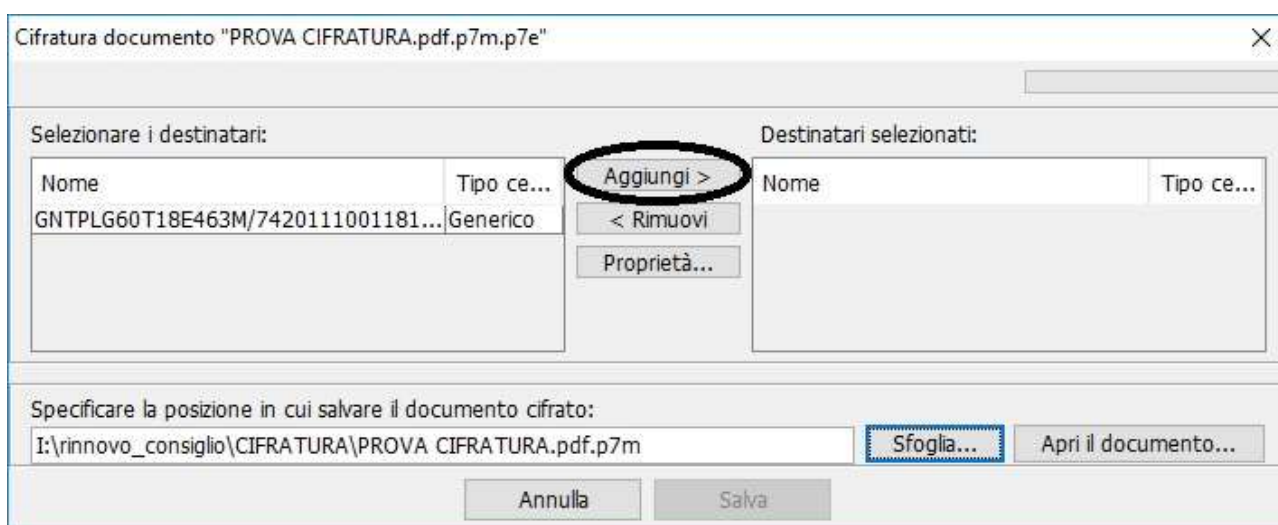 Cifratura documento "PROVA CIFRATURA.pdf.p7m.p7e"
Selezionare i destinatari:
Destinatari selezionati:
Nome Tipo ce...
Aggiungi >
Nome Tipo ce...
GNTPLG60T18E463M/7420111001181... Generico
< Rimuovi
Proprietà...
Specificare la posizione in cui salvare il documento cifrato:
I:\rinnovo_consiglio\CIFRATURA\PROVA CIFRATURA.pdf.p7m
Sfoglia...
Apri il documento...
Annulla
Salva